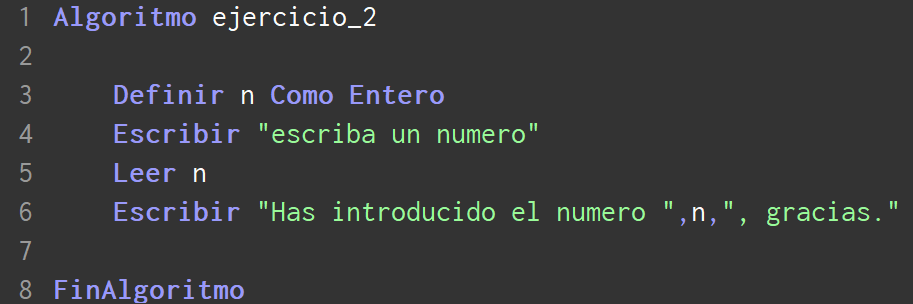 1 Algoritmo ejercicio_2
2
3 Definir n Como Entero
4 Escribir "escriba un numero"
5 Leer n
6 Escribir "Has introducido el numero ",n,", gracias."
7
8 FinAlgoritmo